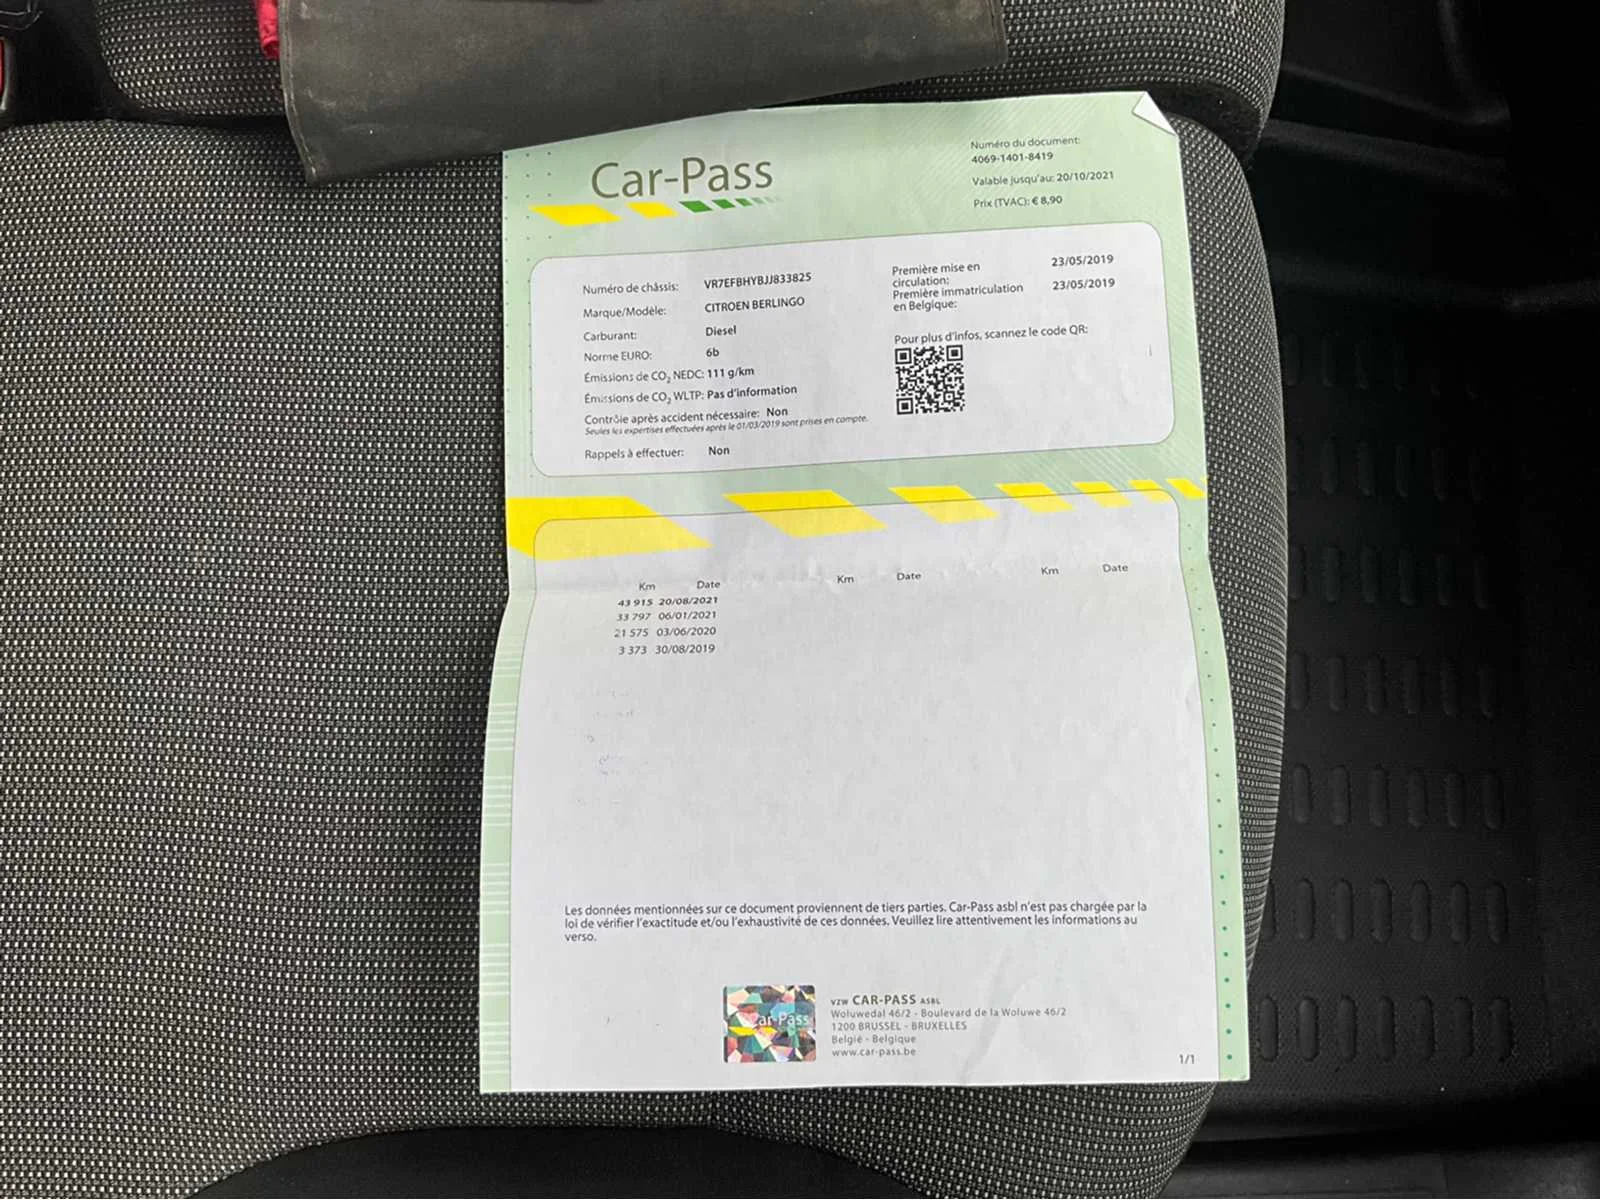 Car-Pass
Numéro du document:
4069-1401-8419
Valable jusqu'au: 20/10/2021
Prix (TVAC): € 8,90
Numéro de châssis: VR7EFBHYBJJ833825
Marque/Modèle: CITROEN BERLINGO
Carburant: Diesel
Norme EURO: 6b
Émissions de CO2 NEDC: 111 g/km
Émissions de CO2 WLTP: Pas d'information
Contrôle après accident nécessaire: Non
Seules les expertises effectuées après le 01/03/2019 sont prises en compte.
Rappels à effectuer: Non
Première mise en circulation: 23/05/2019
Première immatriculation en Belgique: 23/05/2019
Pour plus d'infos, scannez le code QR:
Km Date Km Date Km Date
43 915 20/08/2021
33 797 06/01/2021
21 575 03/06/2020
3 373 30/08/2019
Les données mentionnées sur ce document proviennent de tiers parties. Car-Pass asbl n'est pas chargée par la
loi de vérifier l'exactitude et/ou l'exhaustivité de ces données. Veuillez lire attentivement les informations au
verso.
Car-Pass
VZW CAR-PASS ASBL
Woluwedal 46/2 - Boulevard de la Woluwe 46/2
1200 BRUSSEL - BRUXELLES
België - Belgique
www.car-pass.be
1/1